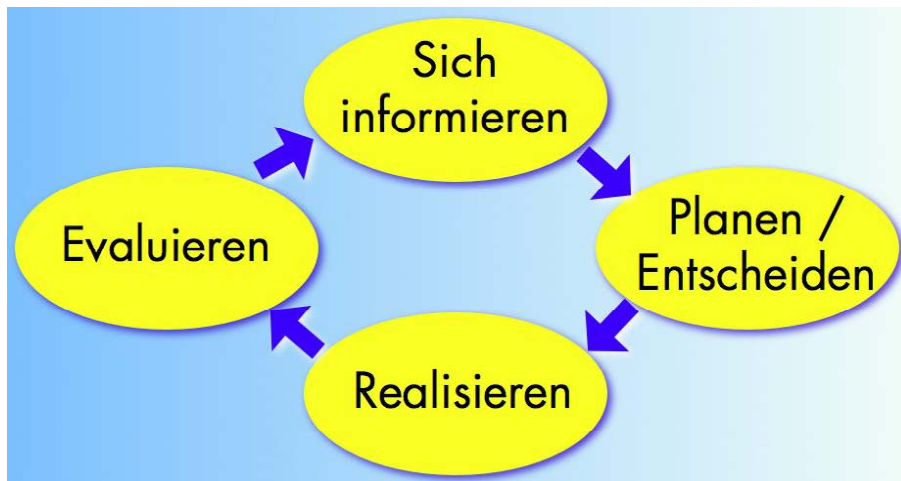 Sich
informieren
Planen /
Entscheiden
Realisieren
Evaluieren